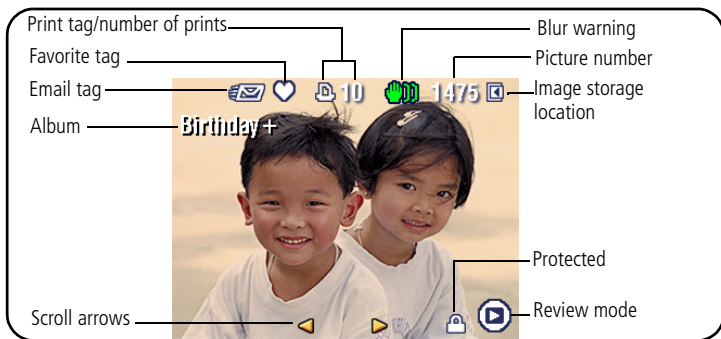 Print tag/number of prints
Favorite tag
Email tag
Album
Blur warning
Picture number
Image storage
location
10
1475
Birthday+
Protected
Scroll arrows
Review mode